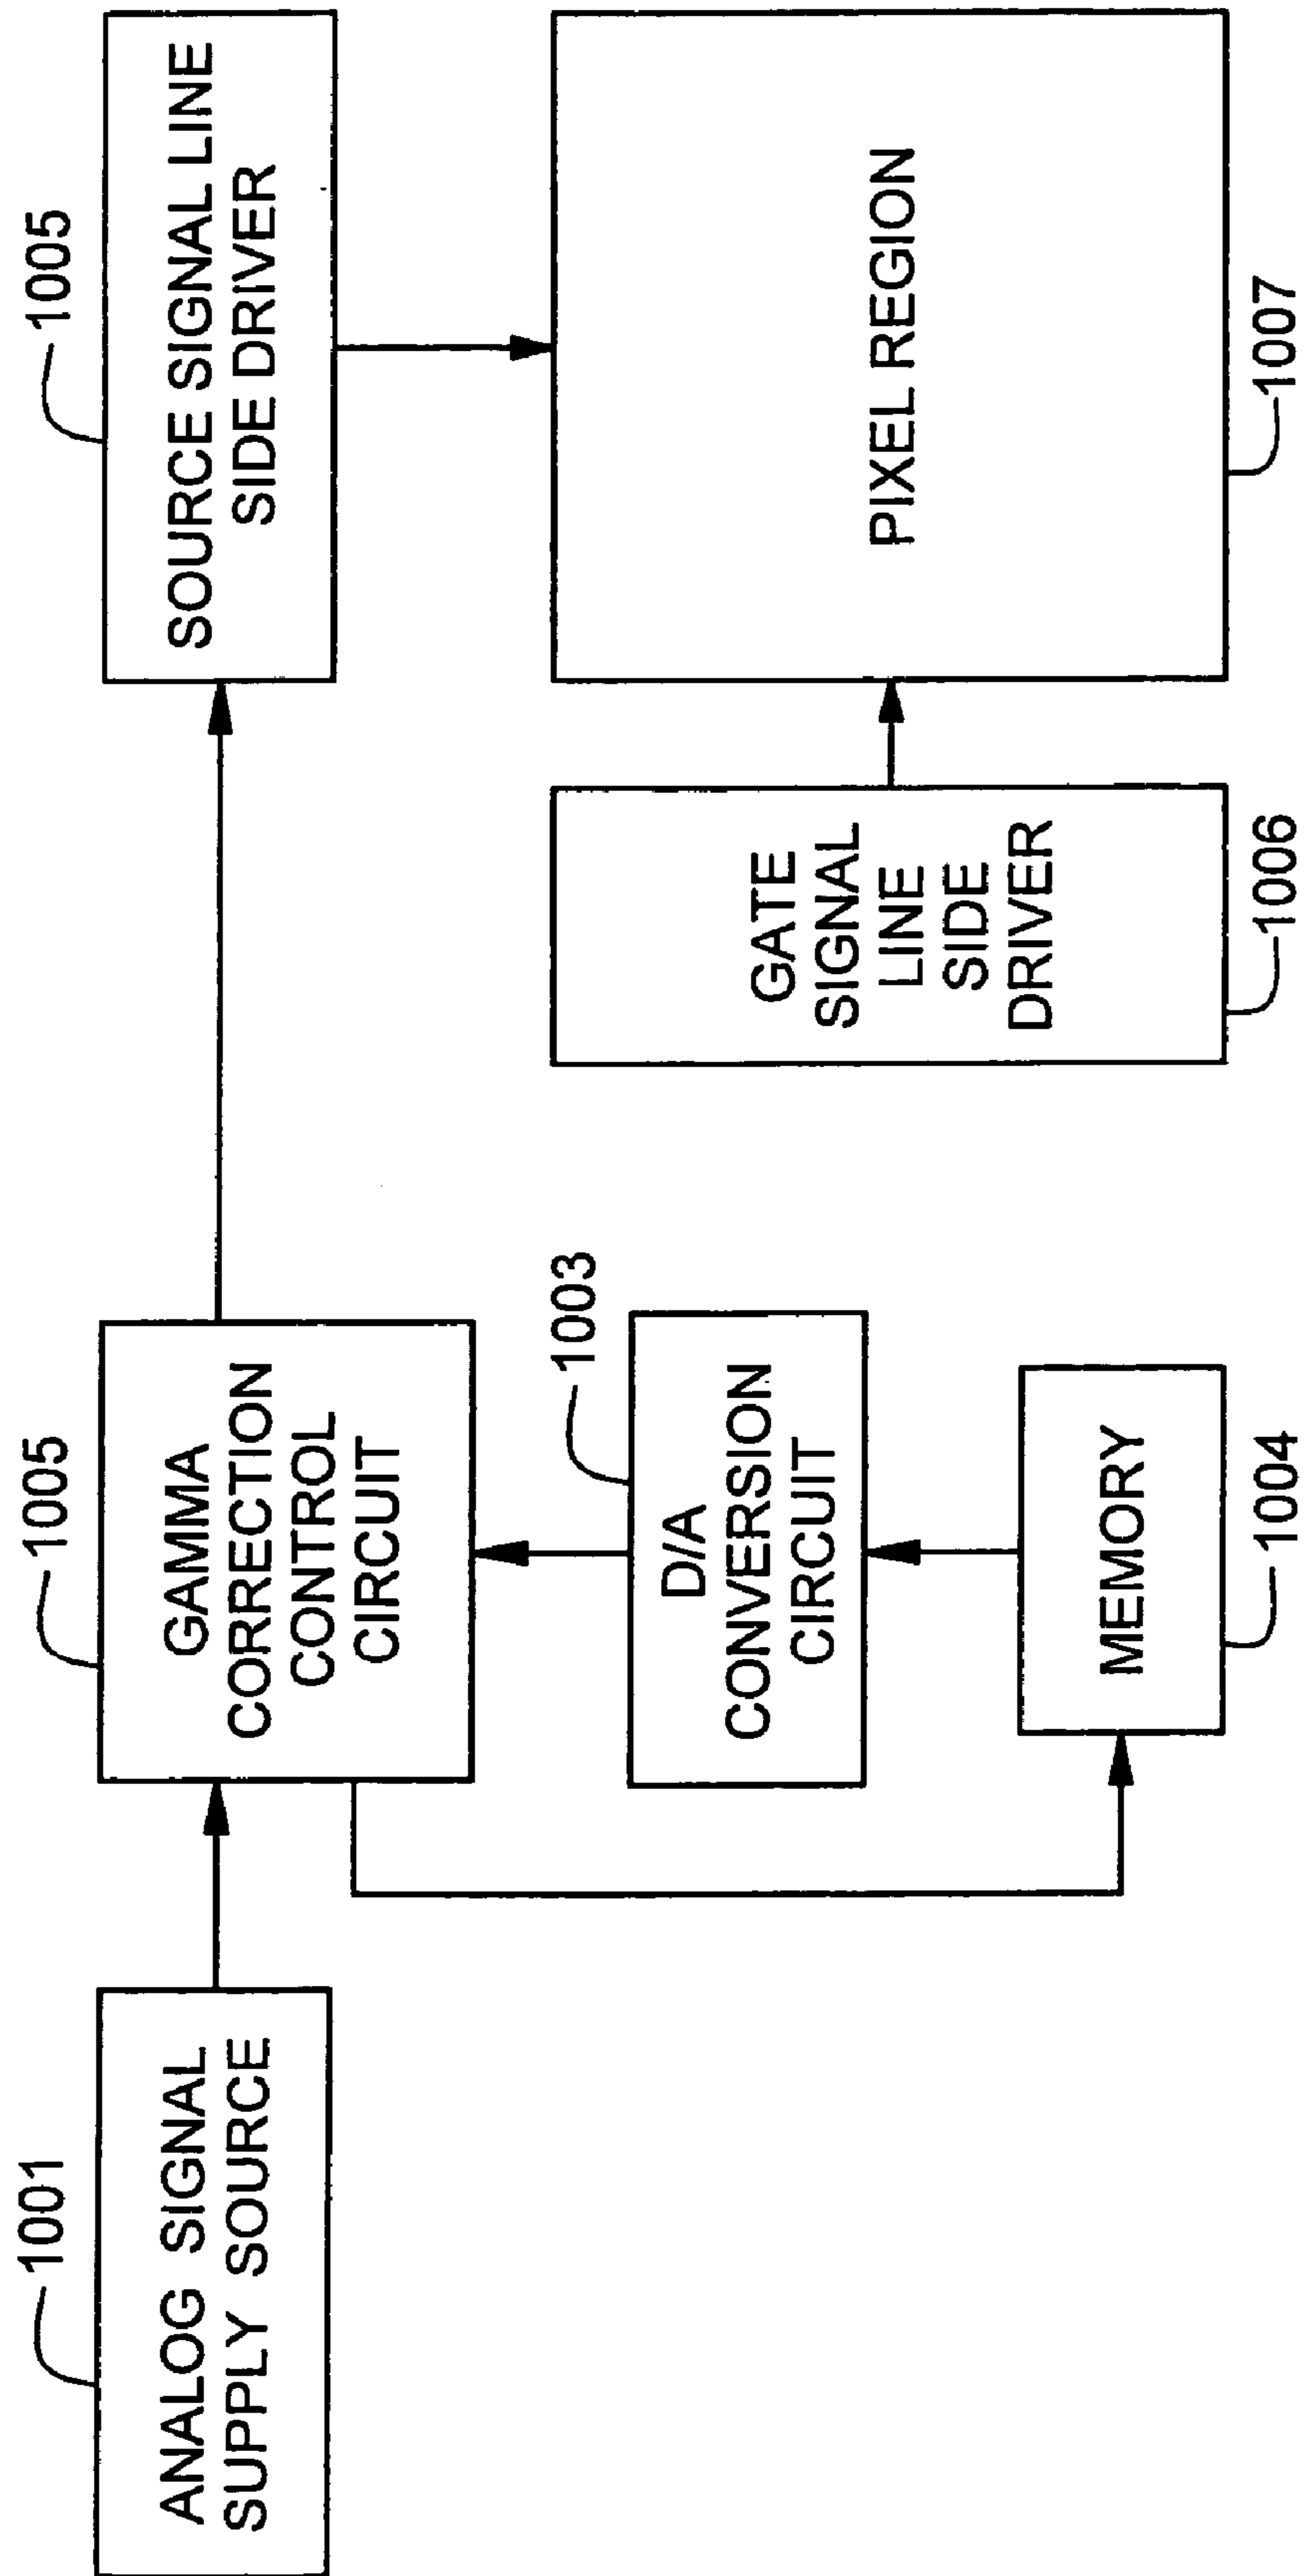 1001
ANALOG SIGNAL
SUPPLY SOURCE
1005
GAMMA
CORRECTION
CONTROL
CIRCUIT
1003
D/A
CONVERSION
CIRCUIT
MEMORY
1004
1005
SOURCE SIGNAL LINE
SIDE DRIVER
GATE
SIGNAL
LINE
SIDE
DRIVER
1006
PIXEL REGION
1007